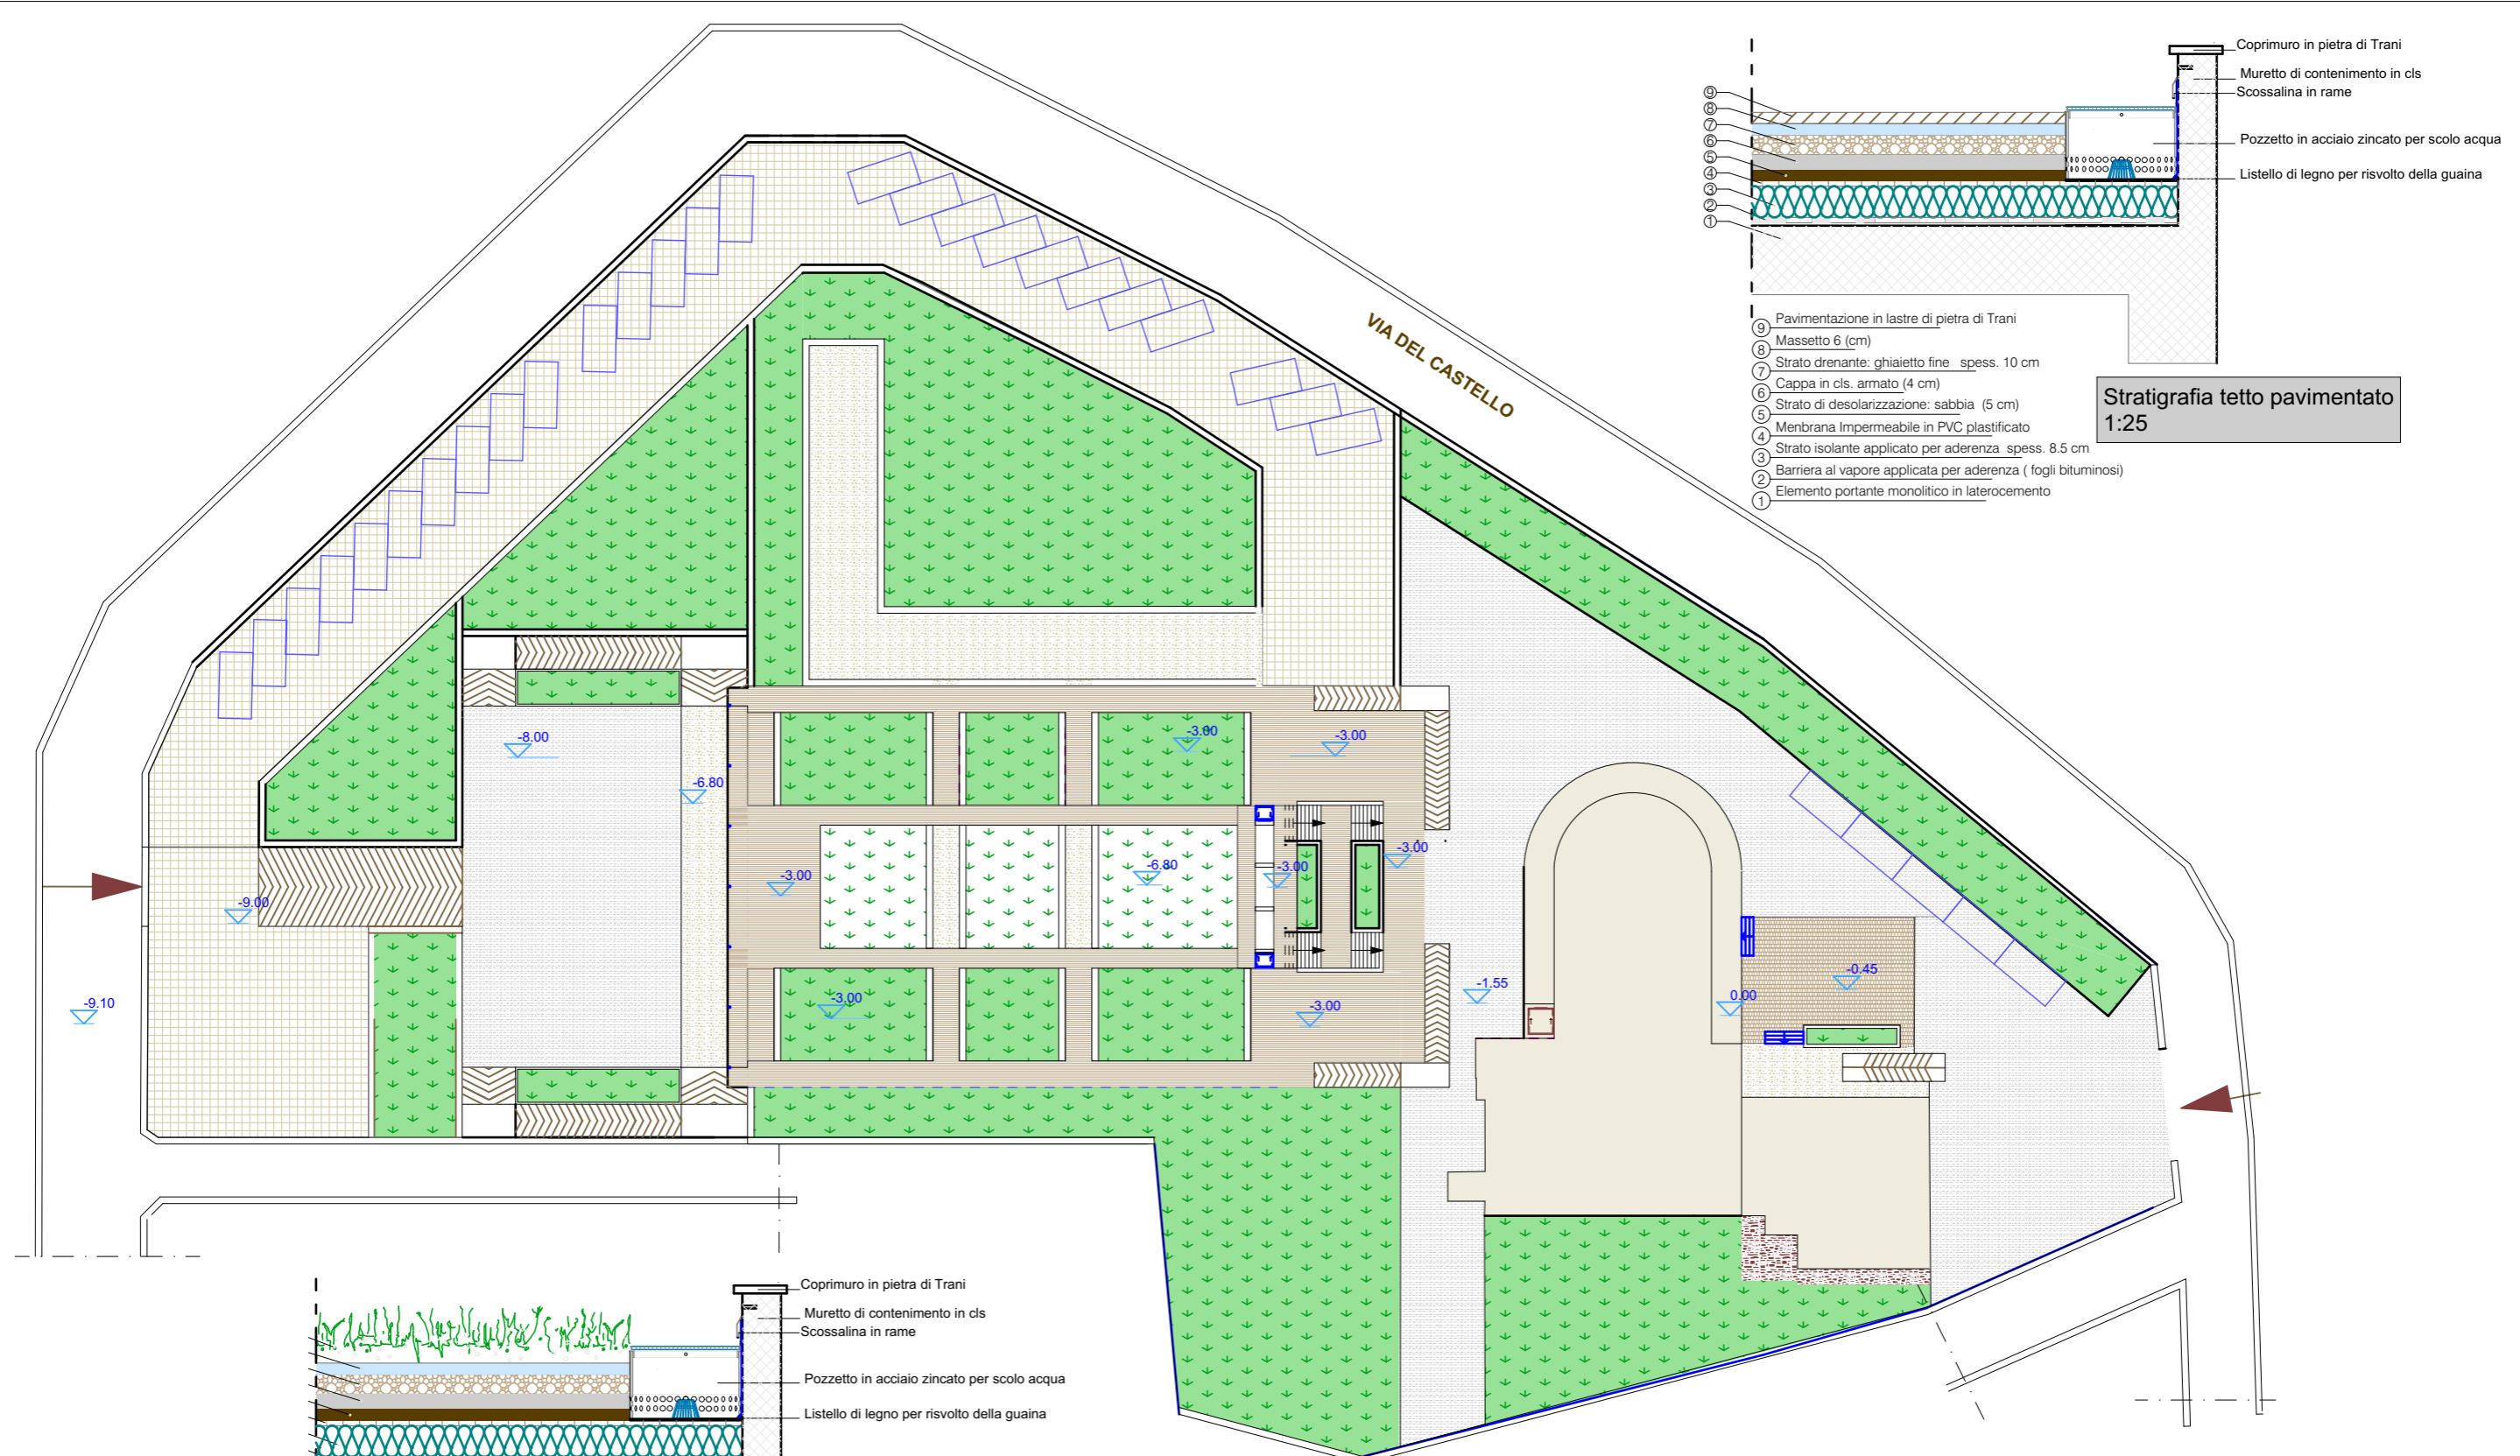 Coprimuro in pietra di Trani
Muretto di contenimento in cls
Scossalina in rame
Pozzetto in acciaio zincato per scolo acqua
Listello di legno per risvolto della guaina
⑨
⑧
⑦
⑥
⑤
④
③
②
①
⑨ Pavimentazione in lastre di pietra di Trani
⑧ Massetto 6 (cm)
⑦ Strato drenante: ghiaietto fine spess. 10 cm
⑥ Cappa in cls. armato (4 cm)
⑤ Strato di desolarizzazione: sabbia (5 cm)
④ Menbrana Impermeabile in PVC plastificato
③ Strato isolante applicato per aderenza spess. 8.5 cm
② Barriera al vapore applicata per aderenza ( fogli bituminosi)
① Elemento portante monolitico in laterocemento
Stratigrafia tetto pavimentato
1:25
VIA DEL CASTELLO
-8.00
-6.80
-3.00
-3.00
-3.00
-6.80
-3.00
-3.00
-9.00
-9.10
-3.00
-3.00
-1.55
0.00
-0.45
Coprimuro in pietra di Trani
Muretto di contenimento in cls
Scossalina in rame
Pozzetto in acciaio zincato per scolo acqua
Listello di legno per risvolto della guaina